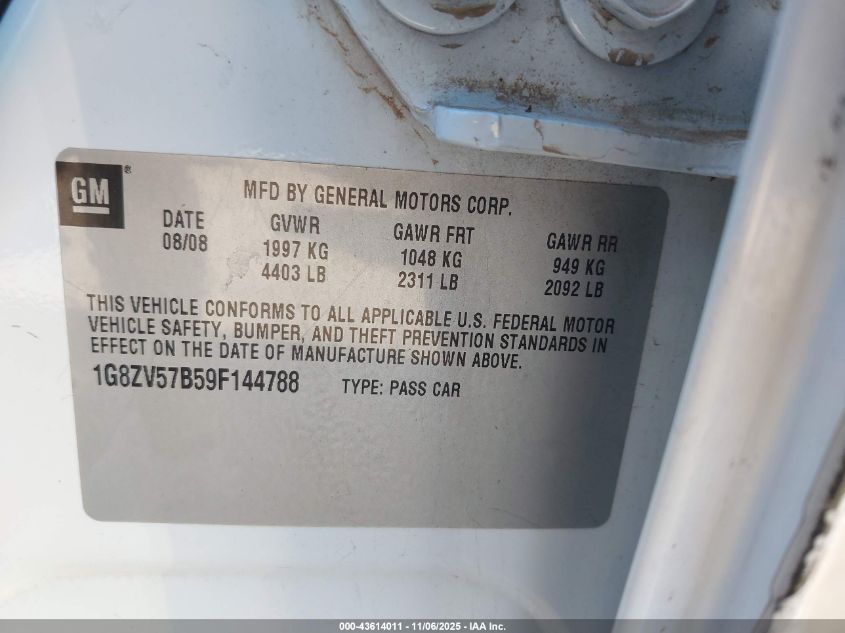 GM®
MFD BY GENERAL MOTORS CORP.
DATE GVWR GAWR FRT GAWR RR
08/08 1997 KG 1048 KG 949 KG
4403 LB 2311 LB 2092 LB
THIS VEHICLE CONFORMS TO ALL APPLICABLE U.S. FEDERAL MOTOR
VEHICLE SAFETY, BUMPER, AND THEFT PREVENTION STANDARDS IN
EFFECT ON THE DATE OF MANUFACTURE SHOWN ABOVE.
1G8ZV57B59F144788 TYPE: PASS CAR
000-43614011 - 11/06/2025 - IAA Inc.